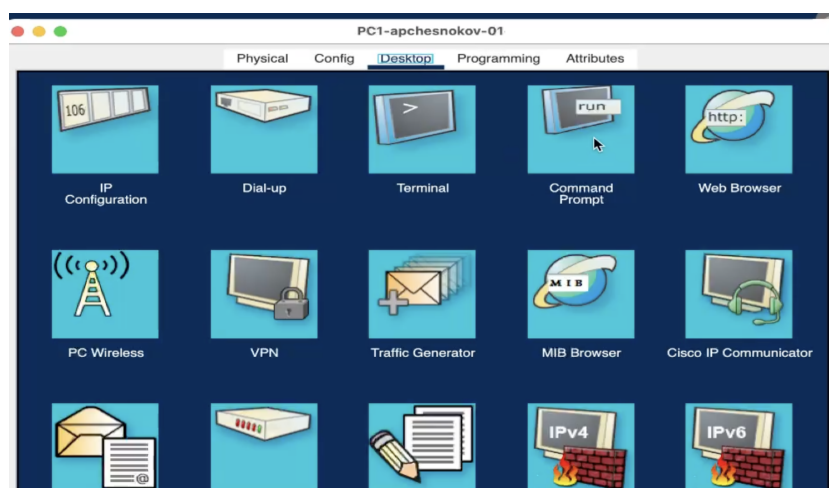 PC1-apchesnokov-01
Physical Config Desktop Programming Attributes
106
>
run
http:
IP
Configuration
Dial-up
Terminal
Command
Prompt
Web Browser
MIB
?
PC Wireless
VPN
Traffic Generator
MIB Browser
Cisco IP Communicator
@
IPv4
IPv6